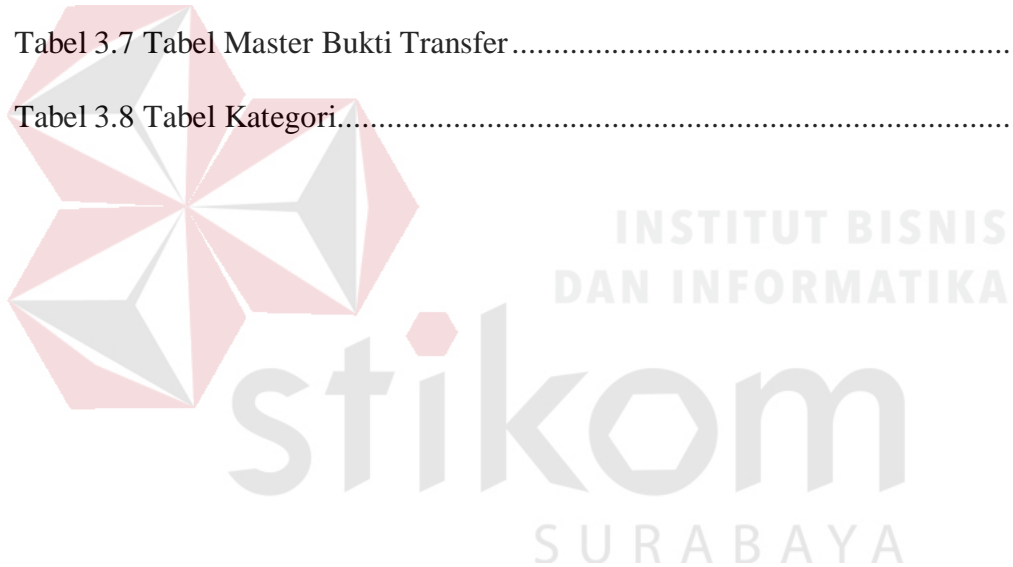 Tabel 3.7 Tabel Master Bukti Transfer..........................................................
Tabel 3.8 Tabel Kategori..............................................................................
INSTITUT BISNIS
DAN INFORMATIKA
stikom
SURABAYA